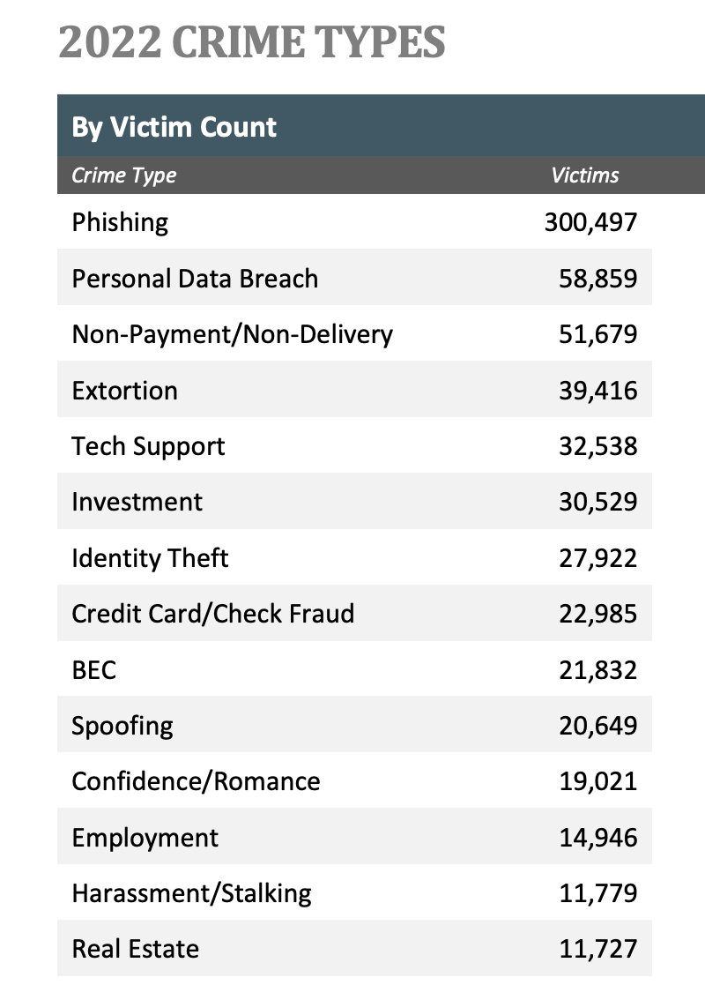 2022 CRIME TYPES
By Victim Count
Crime Type Victims
Phishing 300,497
Personal Data Breach 58,859
Non-Payment/Non-Delivery 51,679
Extortion 39,416
Tech Support 32,538
Investment 30,529
Identity Theft 27,922
Credit Card/Check Fraud 22,985
BEC 21,832
Spoofing 20,649
Confidence/Romance 19,021
Employment 14,946
Harassment/Stalking 11,779
Real Estate 11,727